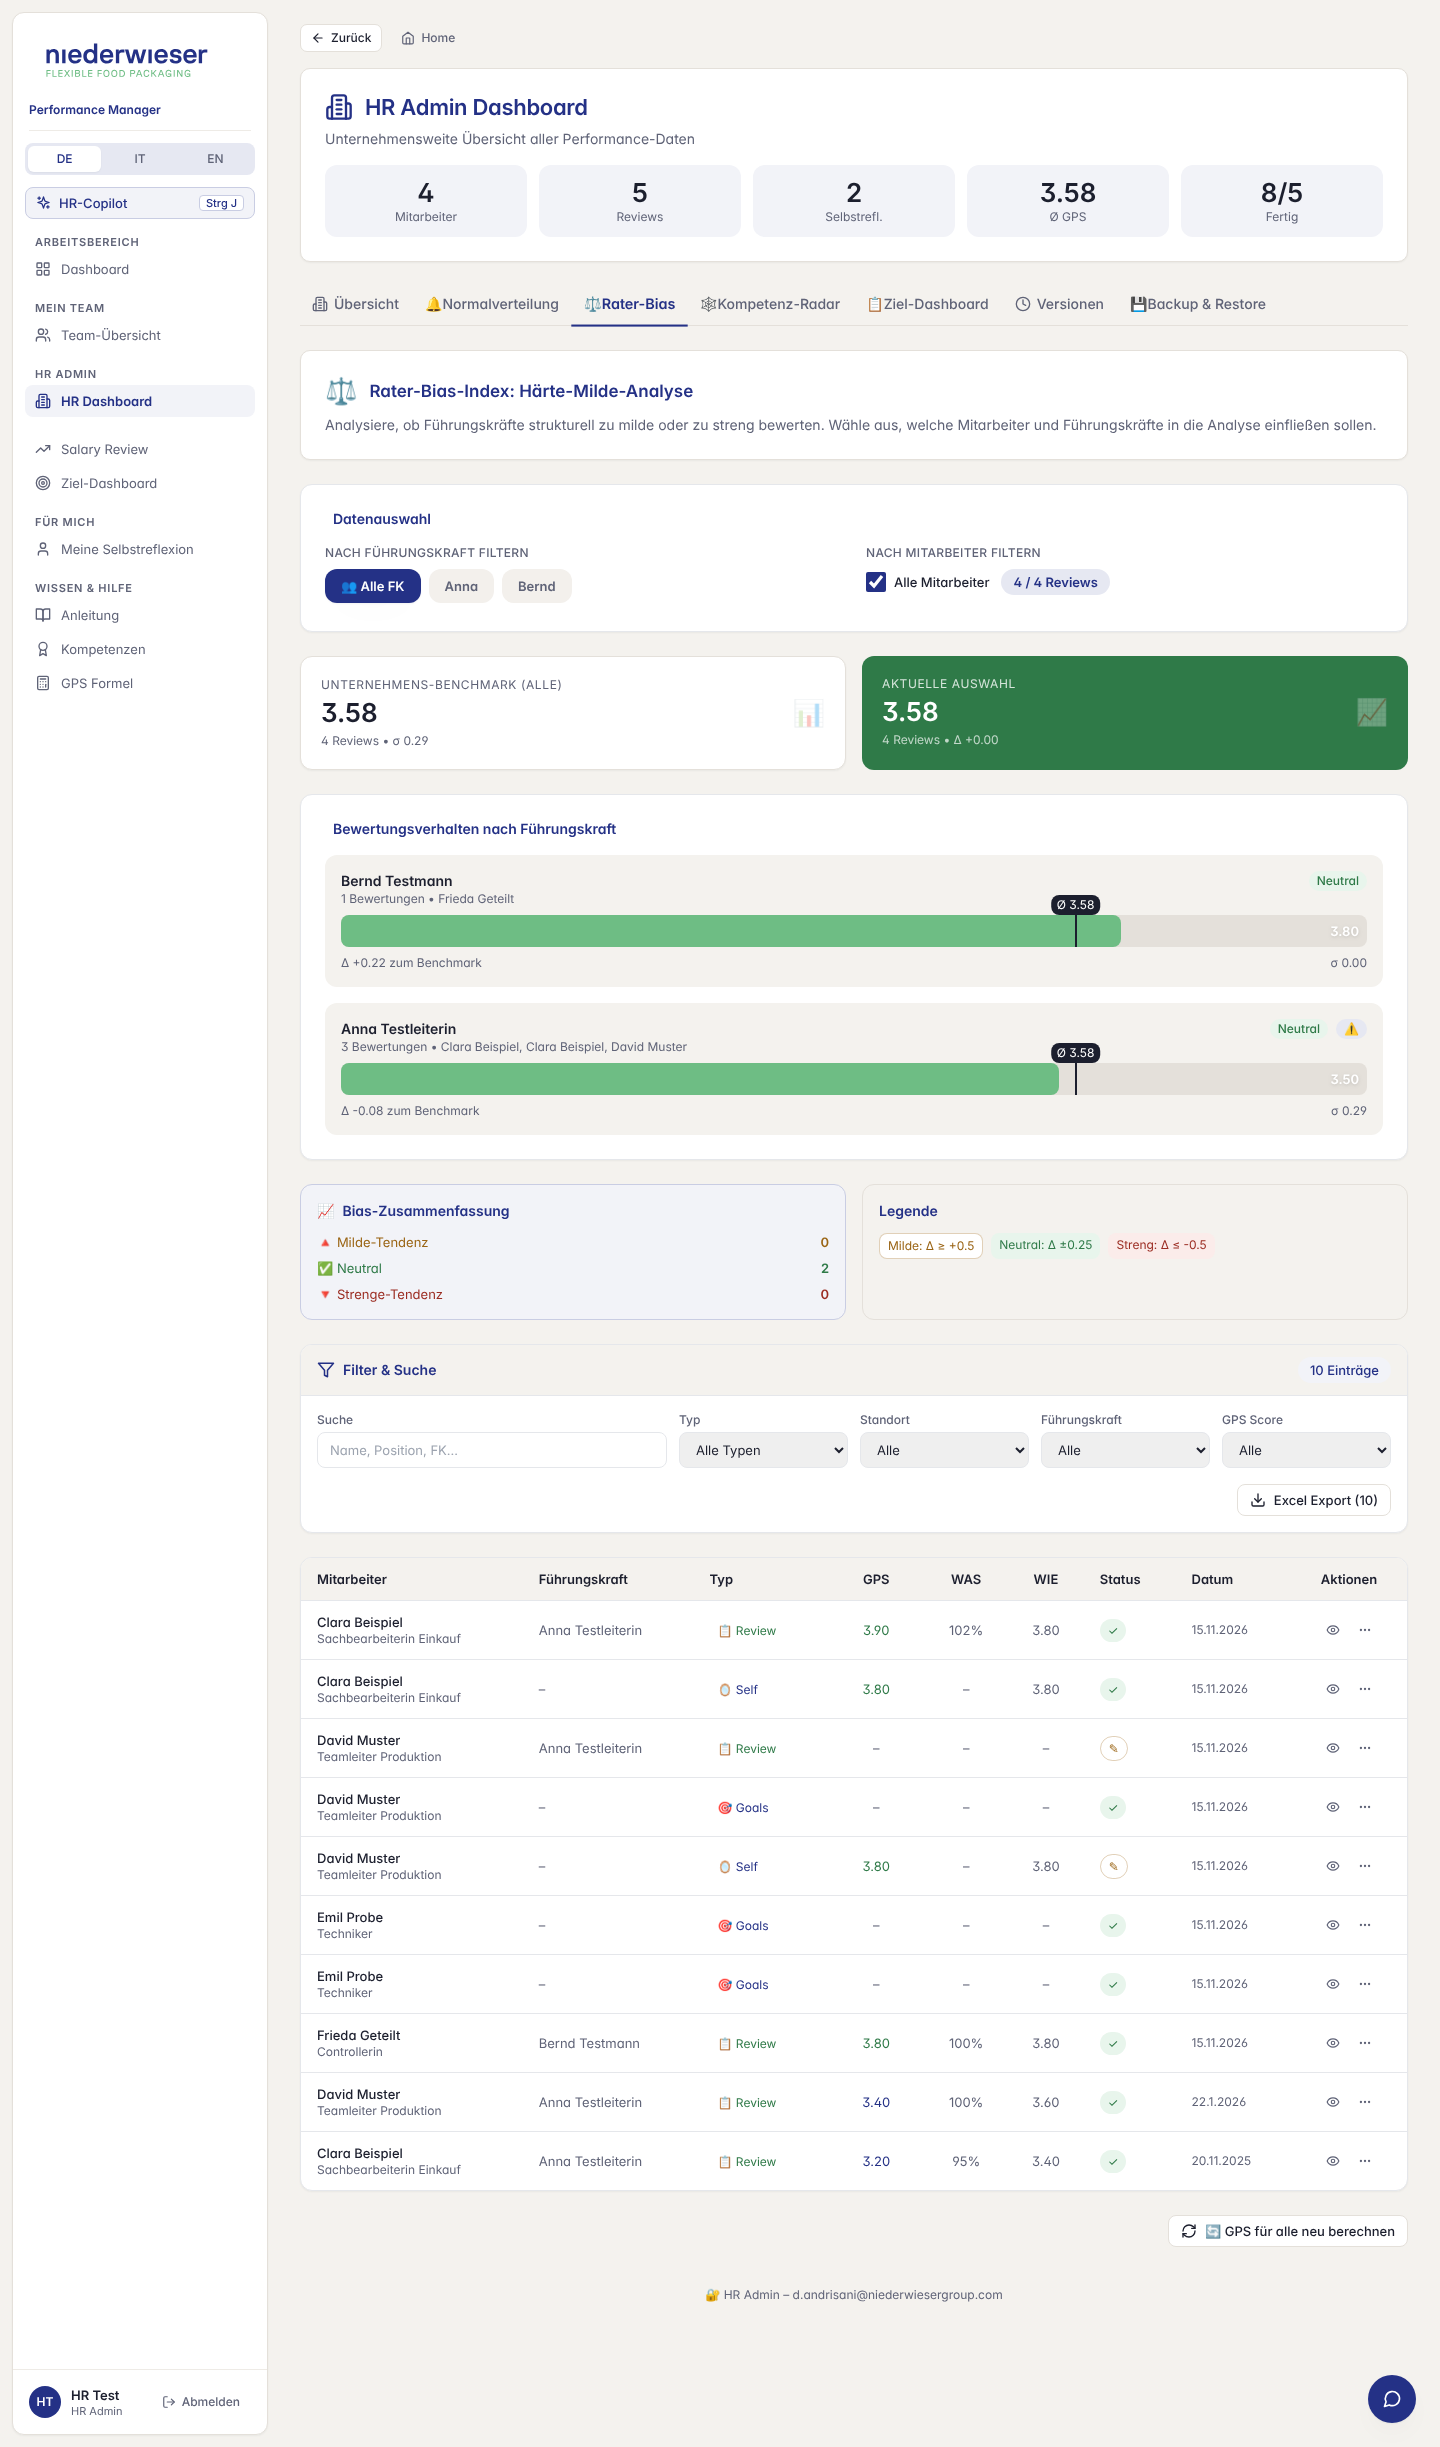 niederwieser
FLEXIBLE FOOD PACKAGING
Performance Manager
DE IT EN
HR-Copilot Strg J
ARBEITSBEREICH
Dashboard
MEIN TEAM
Team-Übersicht
HR ADMIN
HR Dashboard
Salary Review
Ziel-Dashboard
FÜR MICH
Meine Selbstreflexion
WISSEN & HILFE
Anleitung
Kompetenzen
GPS Formel
HT HR Test
HR Admin
Abmelden
Zurück Home
HR Admin Dashboard
Unternehmensweite Übersicht aller Performance-Daten
4 5 2 3.58 8/5
Mitarbeiter Reviews Selbstrefl. Ø GPS Fertig
Übersicht 🔔Normalverteilung ⚖️Rater-Bias 🕸️Kompetenz-Radar 📋Ziel-Dashboard Versionen 💾Backup & Restore
⚖️ Rater-Bias-Index: Härte-Milde-Analyse
Analysiere, ob Führungskräfte strukturell zu milde oder zu streng bewerten. Wähle aus, welche Mitarbeiter und Führungskräfte in die Analyse einfließen sollen.
Datenauswahl
NACH FÜHRUNGSKRAFT FILTERN
👥 Alle FK Anna Bernd
NACH MITARBEITER FILTERN
Alle Mitarbeiter 4 / 4 Reviews
UNTERNEHMENS-BENCHMARK (ALLE)
3.58
4 Reviews • σ 0.29
AKTUELLE AUSWAHL
3.58
4 Reviews • Δ +0.00
Bewertungsverhalten nach Führungskraft
Bernd Testmann Neutral
1 Bewertungen • Frieda Geteilt
Ø 3.58
3.80
Δ +0.22 zum Benchmark σ 0.00
Anna Testleiterin Neutral ⚠️
3 Bewertungen • Clara Beispiel, Clara Beispiel, David Muster
Ø 3.58
3.50
Δ -0.08 zum Benchmark σ 0.29
📈 Bias-Zusammenfassung
🔺 Milde-Tendenz 0
✅ Neutral 2
🔻 Strenge-Tendenz 0
Legende
Milde: Δ ≥ +0.5 Neutral: Δ ±0.25 Streng: Δ ≤ -0.5
Filter & Suche 10 Einträge
Suche Typ Standort Führungskraft GPS Score
Name, Position, FK... Alle Typen Alle Alle Alle
Excel Export (10)
Mitarbeiter Führungskraft Typ GPS WAS WIE Status Datum Aktionen
Clara Beispiel
Sachbearbeiterin Einkauf
Anna Testleiterin 📋 Review 3.90 102% 3.80 ✓ 15.11.2026
Clara Beispiel
Sachbearbeiterin Einkauf
– 🪞 Self 3.80 – 3.80 ✓ 15.11.2026
David Muster
Teamleiter Produktion
Anna Testleiterin 📋 Review – – – ✎ 15.11.2026
David Muster
Teamleiter Produktion
– 🎯 Goals – – – ✓ 15.11.2026
David Muster
Teamleiter Produktion
– 🪞 Self 3.80 – 3.80 ✎ 15.11.2026
Emil Probe
Techniker
– 🎯 Goals – – – ✓ 15.11.2026
Emil Probe
Techniker
– 🎯 Goals – – – ✓ 15.11.2026
Frieda Geteilt
Controllerin
Bernd Testmann 📋 Review 3.80 100% 3.80 ✓ 15.11.2026
David Muster
Teamleiter Produktion
Anna Testleiterin 📋 Review 3.40 100% 3.60 ✓ 22.1.2026
Clara Beispiel
Sachbearbeiterin Einkauf
Anna Testleiterin 📋 Review 3.20 95% 3.40 ✓ 20.11.2025
🔄 GPS für alle neu berechnen
🔐 HR Admin – d.andrisani@niederwiesergroup.com